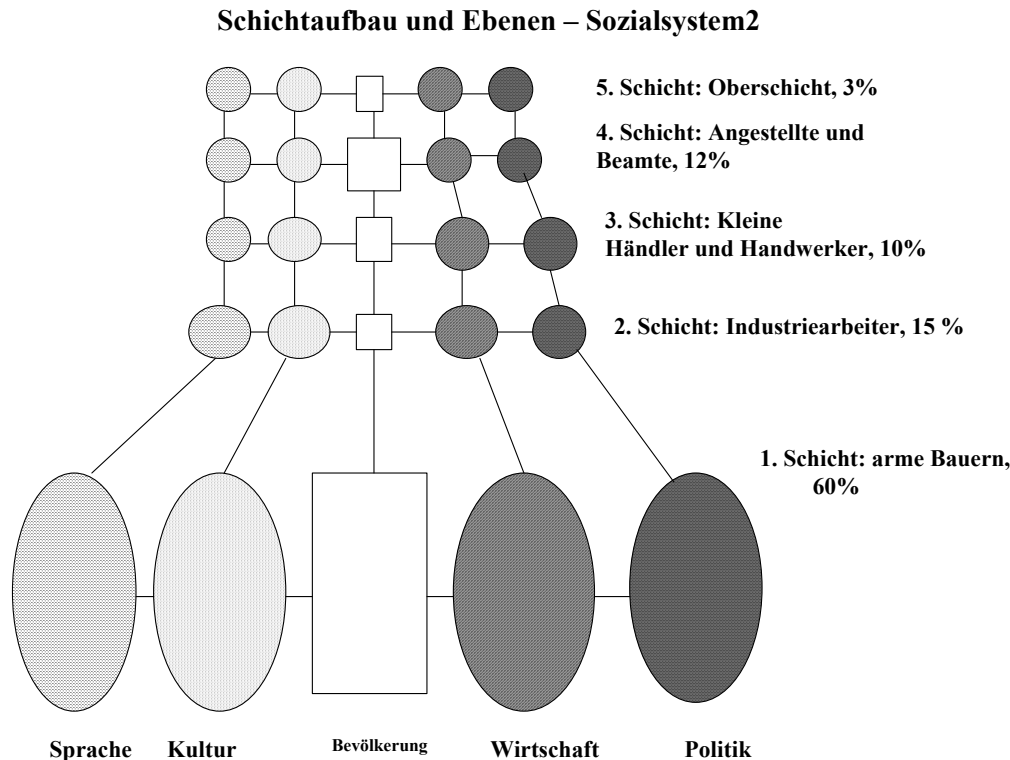 Schichtaufbau und Ebenen – Sozialsystem2
5. Schicht: Oberschicht, 3%
4. Schicht: Angestellte und
Beamte, 12%
3. Schicht: Kleine
Händler und Handwerker, 10%
2. Schicht: Industriearbeiter, 15 %
1. Schicht: arme Bauern,
60%
Sprache Kultur Bevölkerung Wirtschaft Politik